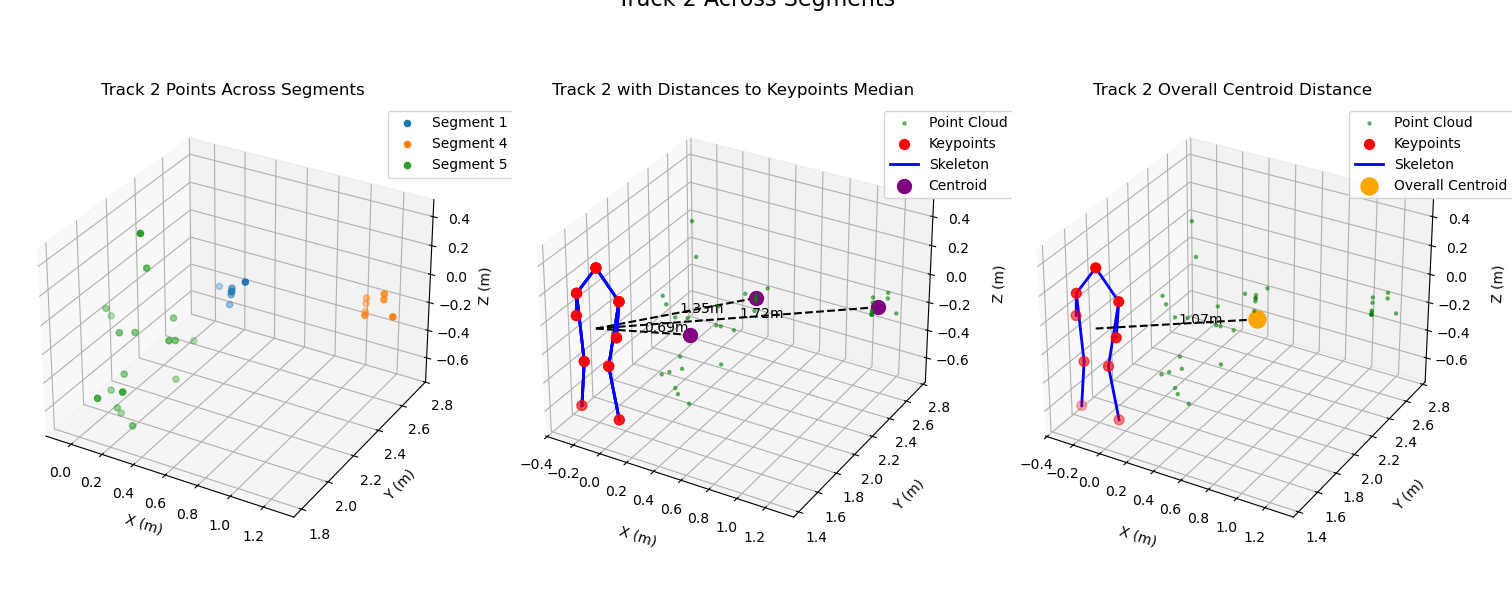 Track 2 Across Segments
Track 2 Points Across Segments
Segment 1
Segment 4
Segment 5
0.4
0.2
0.0
−0.2
−0.4
−0.6
Z (m)
2.8
2.6
2.4
2.2
2.0
1.8
Y (m)
0.0
0.2
0.4
0.6
0.8
1.0
1.2
X (m)
Track 2 with Distances to Keypoints Median
Point Cloud
Keypoints
Skeleton
Centroid
1.35m
1.72m
0.69m
0.4
0.2
0.0
−0.2
−0.4
−0.6
Z (m)
2.8
2.6
2.4
2.2
2.0
1.8
1.6
1.4
Y (m)
−0.4
−0.2
0.0
0.2
0.4
0.6
0.8
1.0
1.2
X (m)
Track 2 Overall Centroid Distance
Point Cloud
Keypoints
Skeleton
Overall Centroid
1.07m
0.4
0.2
0.0
−0.2
−0.4
−0.6
Z (m)
2.8
2.6
2.4
2.2
2.0
1.8
1.6
1.4
Y (m)
−0.4
−0.2
0.0
0.2
0.4
0.6
0.8
1.0
1.2
X (m)